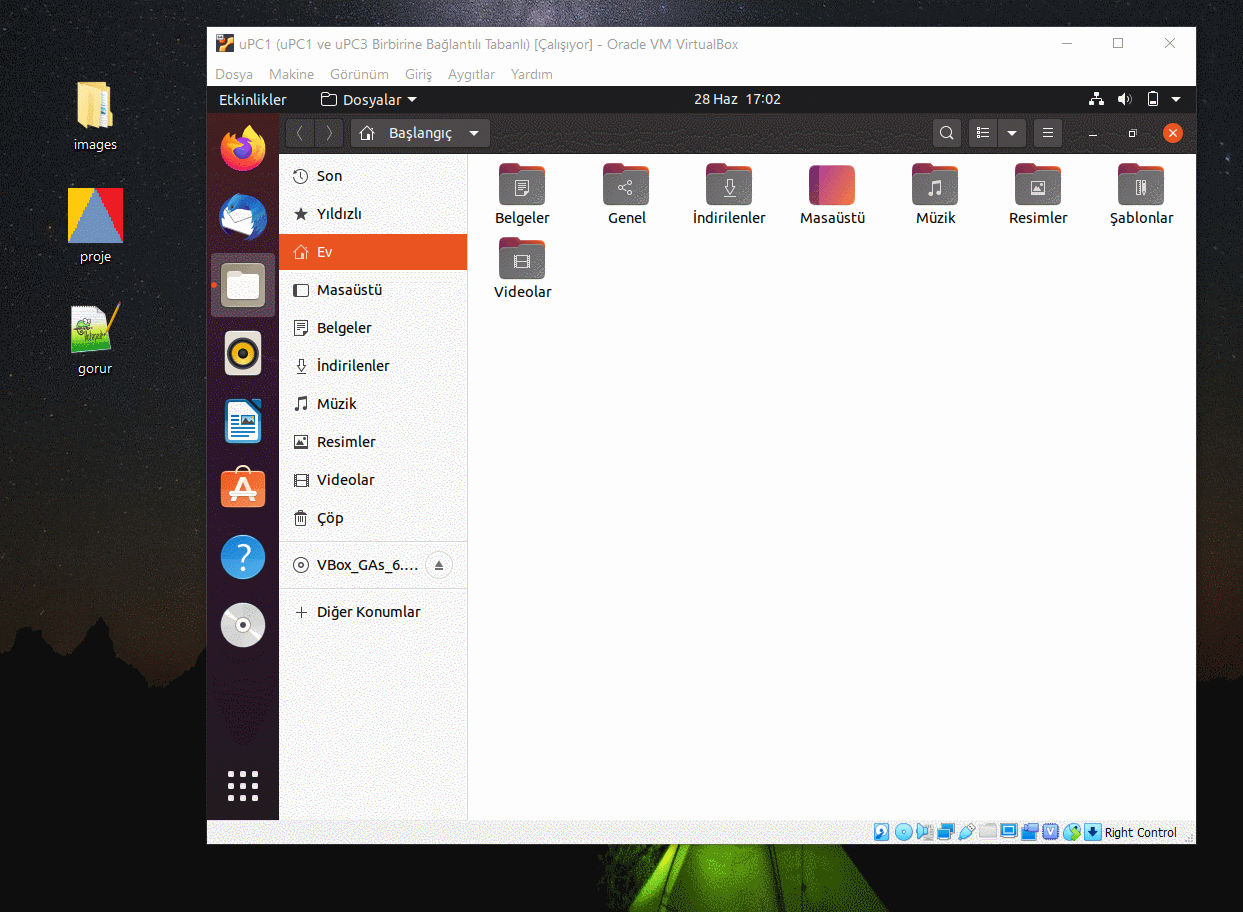 uPC1 (uPC1 ve uPC3 Birbirine Bağlantılı Tabanlı) [Çalışıyor] - Oracle VM VirtualBox
Dosya Makine Görünüm Giriş Aygıtlar Yardım
Etkinlikler Dosyalar 28 Haz 17:02
Başlangıç
images
proje
gorur
Son
Yıldızlı
Ev
Masaüstü
Belgeler
İndirilenler
Müzik
Resimler
Videolar
Çöp
VBox_GAs_6....
Diğer Konumlar
Belgeler Genel İndirilenler Masaüstü Müzik Resimler Şablonlar
Videolar
Right Control